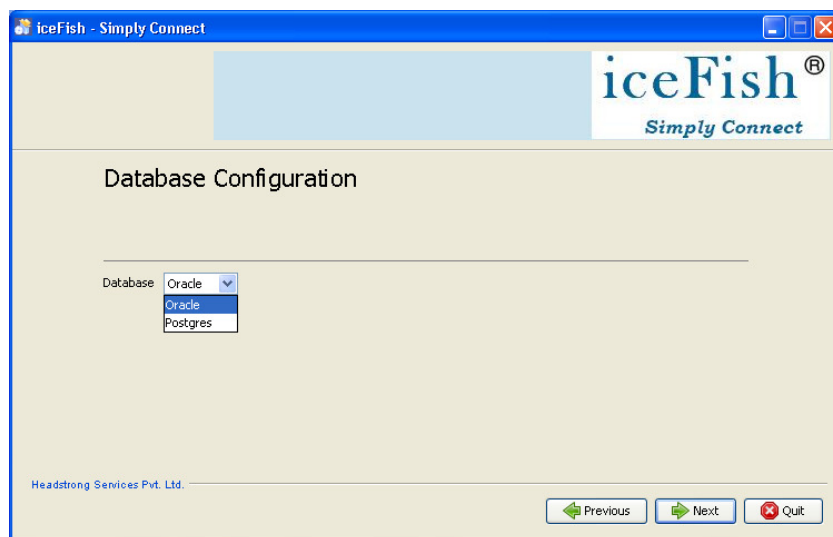 iceFish - Simply Connect
iceFish®
Simply Connect
Database Configuration
Database Oracle
Oracle
Postgres
Headstrong Services Pvt. Ltd.
Previous Next Quit